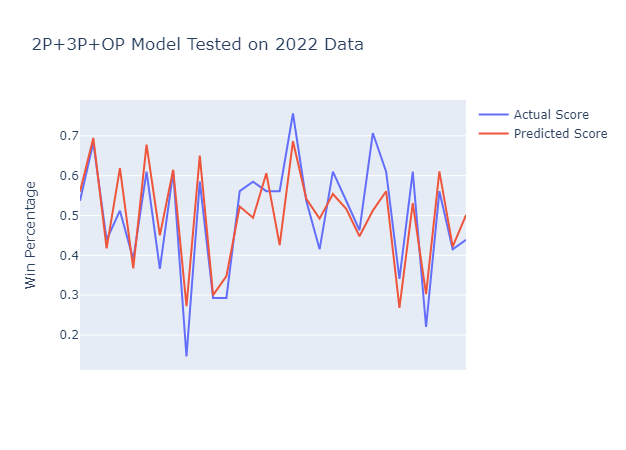 2P+3P+OP Model Tested on 2022 Data
Actual Score
Predicted Score
Win Percentage
0.7
0.6
0.5
0.4
0.3
0.2